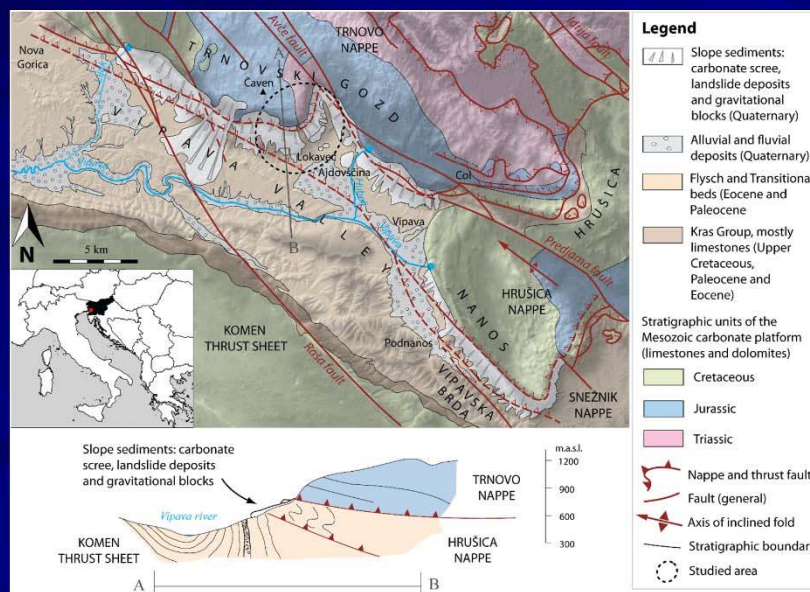 Nova
Gorica
Avče fault
TRNOVO
NAPPE
Idrija fault
TRNOVSKI GOZD
A
Čaven
VIPAVA VALLEY
Vipava
Lokavec
Ajdovščina
Col
HRUŠICA
B
Vipava
Vipava
Predjama fault
N
5 km
NANOS
HRUŠICA
NAPPE
KOMEN
THRUST SHEET
Raša fault
Podnanos
VIPAVSKA
BRDA
SNEŽNIK
NAPPE
Slope sediments: carbonate
scree, landslide deposits
and gravitational blocks
m.a.s.l.
1200
900
600
300
TRNOVO
NAPPE
Vipava river
KOMEN
THRUST SHEET
HRUŠICA
NAPPE
A
B
Legend
Slope sediments:
carbonate scree,
landslide deposits
and gravitational
blocks (Quaternary)
Alluvial and fluvial
deposits (Quaternary)
Flysch and Transitiona
beds (Eocene and
Paleocene
Kras Group, mostly
limestones (Upper
Cretaceous,
Paleocene and
Eocene)
Stratigraphic units of the
Mesozoic carbonate platform
(limestones and dolomites)
Cretaceous
Jurassic
Triassic
Nappe and thrust fault
Fault (general)
Axis of inclined fold
Stratigraphic boundar
Studied area